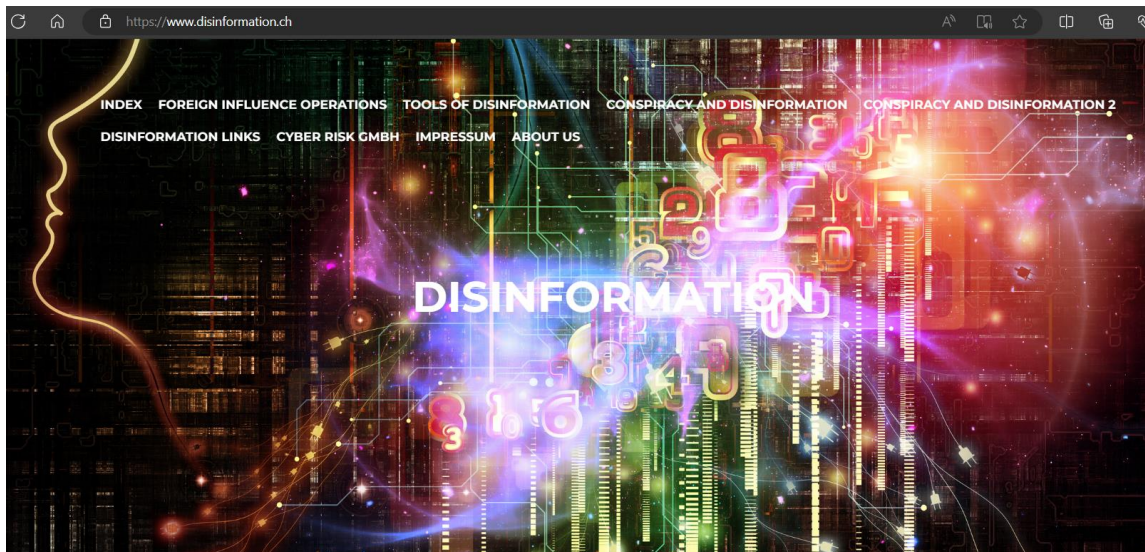 https://www.disinformation.ch
INDEX FOREIGN INFLUENCE OPERATIONS TOOLS OF DISINFORMATION CONSPIRACY AND DISINFORMATION CONSPIRACY AND DISINFORMATION 2
DISINFORMATION LINKS CYBER RISK GMBH IMPRESSUM ABOUT US
DISINFORMATION